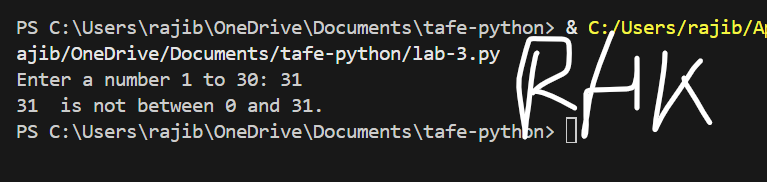 PS C:\Users\rajib\OneDrive\Documents\tafe-python> & C:/Users/rajib/Ap
ajib/OneDrive/Documents/tafe-python/lab-3.py
Enter a number 1 to 30: 31
31  is not between 0 and 31.
PS C:\Users\rajib\OneDrive\Documents\tafe-python>
RHK